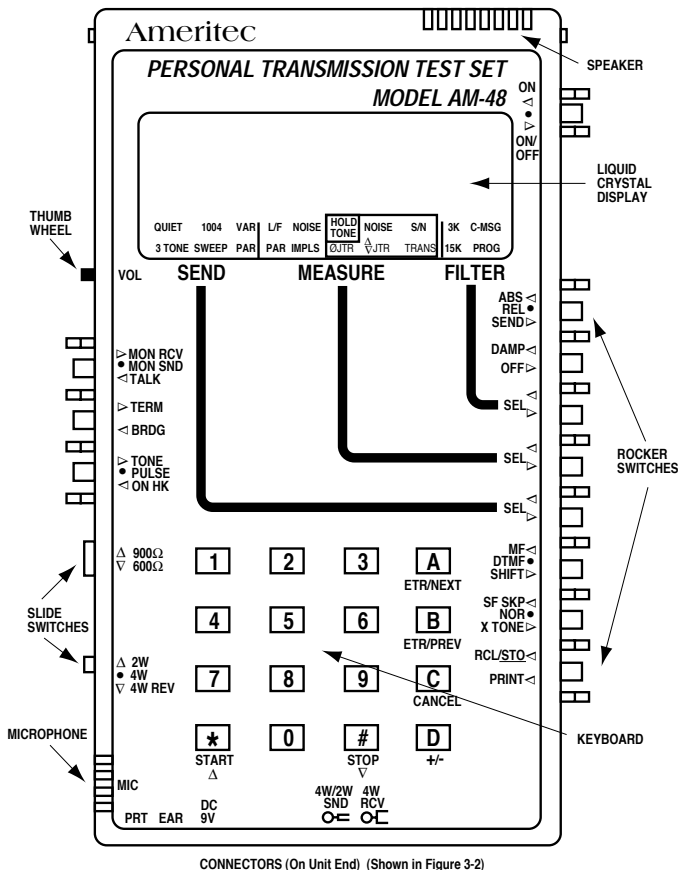 Ameritec
SPEAKER
PERSONAL TRANSMISSION TEST SET
MODEL AM-48
ON
ON/
OFF
LIQUID
CRYSTAL
DISPLAY
QUIET 1004 VAR L/F NOISE HOLD TONE NOISE S/N 3K C-MSG
3 TONE SWEEP PAR PAR IMPLS ØJTR Δ∇JTR TRANS 15K PROG
THUMB
WHEEL
VOL
SEND MEASURE FILTER
ABS ◁
REL •
SEND ▷
DAMP ◁
OFF ▷
SEL ◁ ▷
SEL ◁ ▷
SEL ◁ ▷
▷ MON RCV
• MON SND
◁ TALK
▷ TERM
◁ BRDG
▷ TONE
• PULSE
◁ ON HK
ROCKER
SWITCHES
Δ 900Ω
∇ 600Ω
1 2 3 A
ETR/NEXT
MF ◁
DTMF •
SHIFT ▷
SLIDE
SWITCHES
4 5 6 B
ETR/PREV
SF SKP ◁
NOR •
X TONE ▷
Δ 2W
• 4W
∇ 4W REV
7 8 9 C
CANCEL
RCL/STO ◁
PRINT ◁
MICROPHONE
* 0 # D
START STOP +/-
Δ ∇
KEYBOARD
MIC
PRT EAR DC 9V
4W/2W SND
4W RCV
CONNECTORS (On Unit End) (Shown in Figure 3-2)